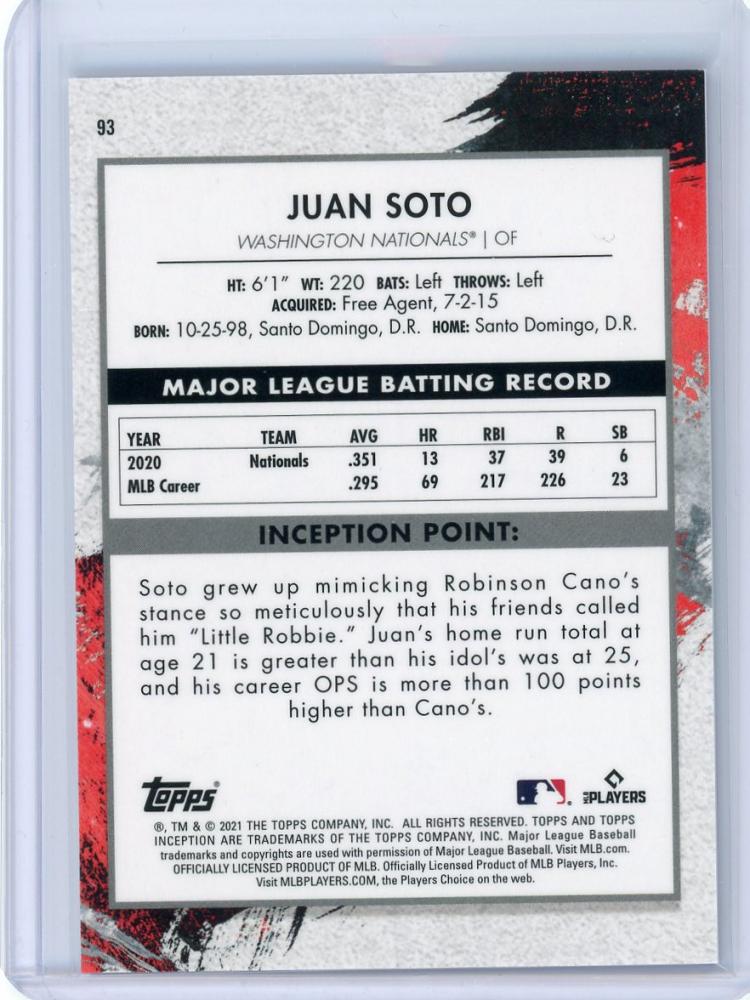 93
JUAN SOTO
WASHINGTON NATIONALS® | OF
HT: 6'1" WT: 220 BATS: Left THROWS: Left
ACQUIRED: Free Agent, 7-2-15
BORN: 10-25-98, Santo Domingo, D.R. HOME: Santo Domingo, D.R.
MAJOR LEAGUE BATTING RECORD
YEAR TEAM AVG HR RBI R SB
2020 Nationals .351 13 37 39 6
MLB Career .295 69 217 226 23
INCEPTION POINT:
Soto grew up mimicking Robinson Cano's
stance so meticulously that his friends called
him "Little Robbie." Juan's home run total at
age 21 is greater than his idol's was at 25,
and his career OPS is more than 100 points
higher than Cano's.
TOPPS®
MLB PLAYERS
®, TM & © 2021 THE TOPPS COMPANY, INC. ALL RIGHTS RESERVED. TOPPS AND TOPPS
INCEPTION ARE TRADEMARKS OF THE TOPPS COMPANY, INC. Major League Baseball
trademarks and copyrights are used with permission of Major League Baseball. Visit MLB.com.
OFFICIALLY LICENSED PRODUCT OF MLB. Officially Licensed Product of MLB Players, Inc.
Visit MLBPLAYERS.COM, the Players Choice on the web.